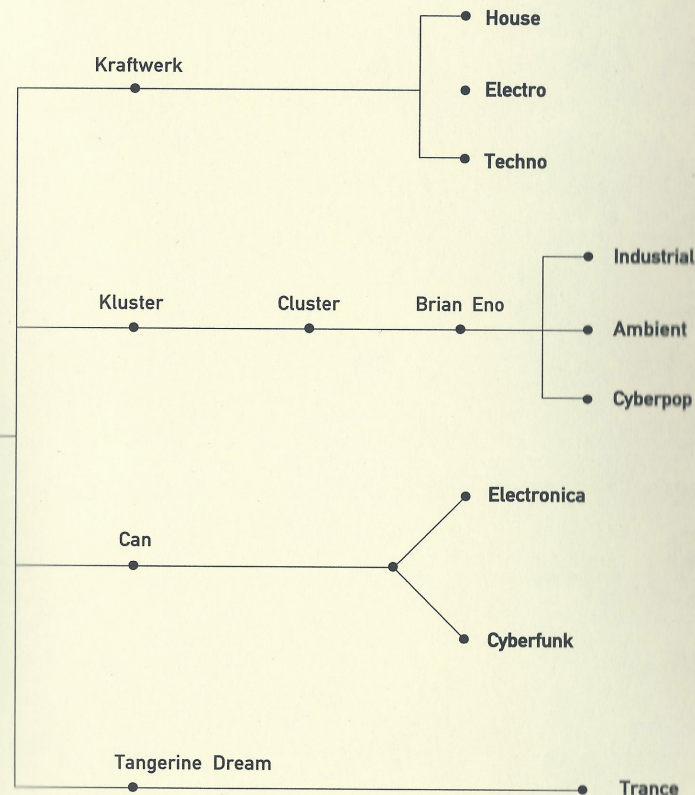 House
Kraftwerk
Electro
Techno
Industrial
Kluster
Cluster
Brian Eno
Ambient
Cyberpop
Electronica
Can
Cyberfunk
Tangerine Dream
Trance